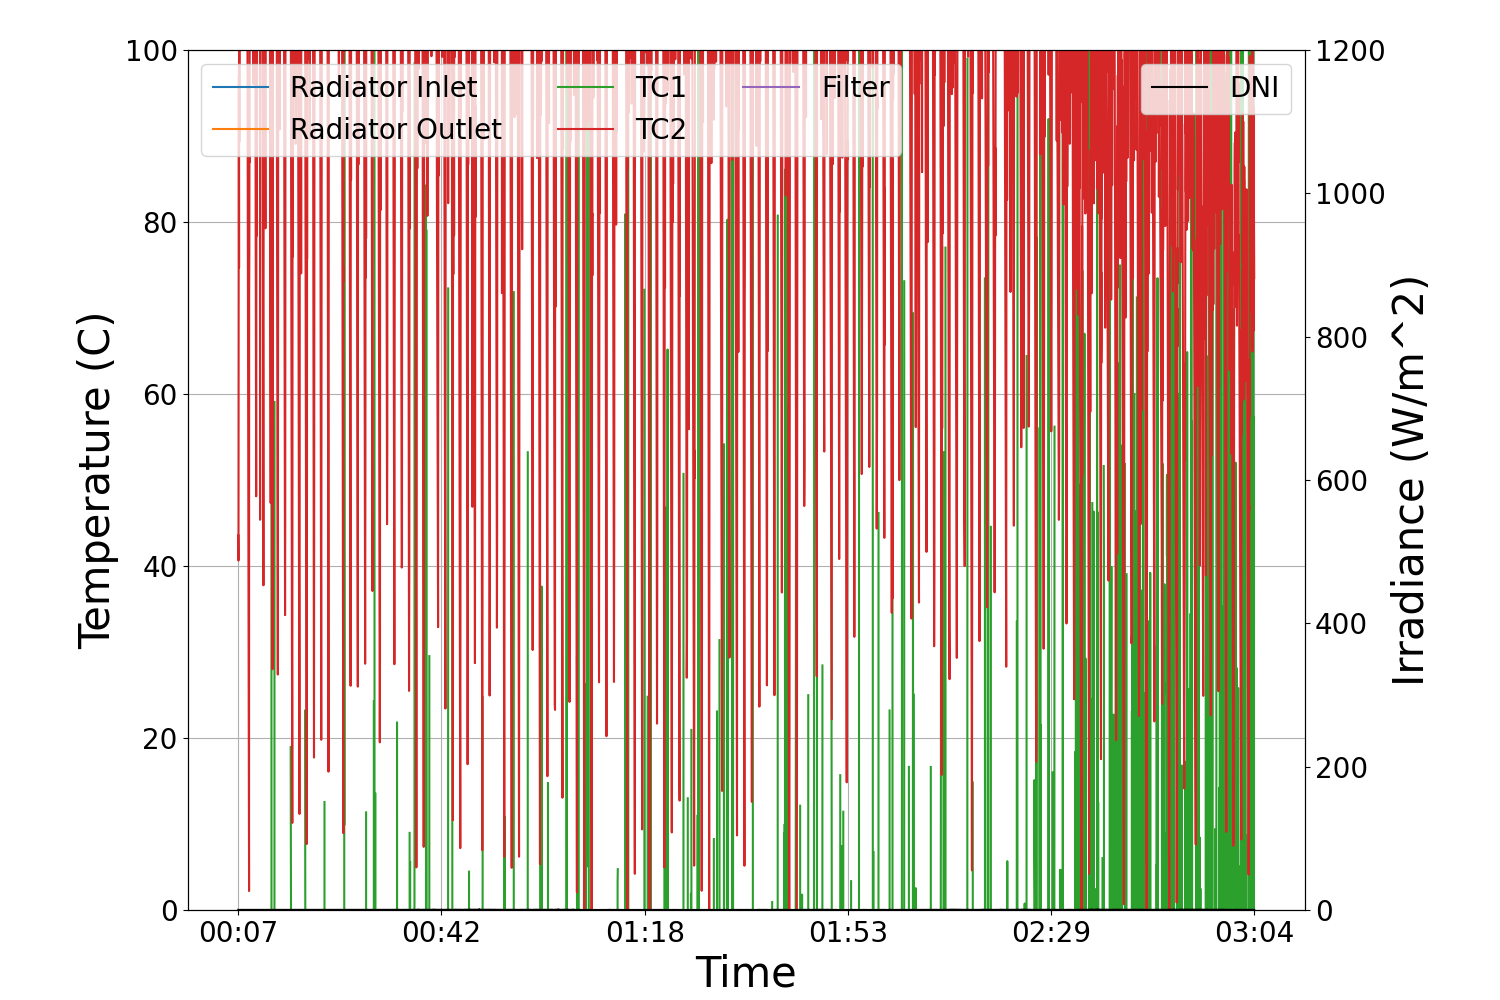 100
80
60
40
20
0
Temperature (C)
Radiator Inlet
Radiator Outlet
TC1
TC2
Filter
DNI
1200
1000
800
600
400
200
0
Irradiance (W/m^2)
00:07
00:42
01:18
01:53
02:29
03:04
Time